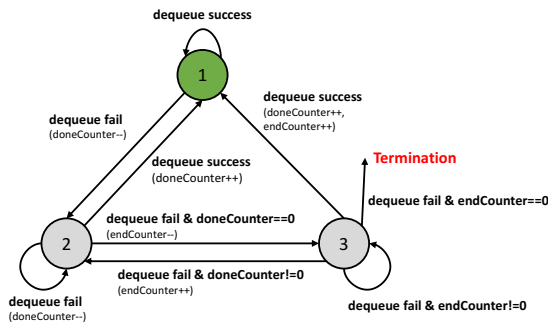 dequeue success
1
dequeue success
(doneCounter++,
endCounter++)
dequeue fail
(doneCounter--)
dequeue success
(doneCounter++)
Termination
dequeue fail & endCounter==0
dequeue fail & doneCounter==0
(endCounter--)
2
3
dequeue fail & doneCounter!=0
(endCounter++)
dequeue fail
(doneCounter--)
dequeue fail & endCounter!=0